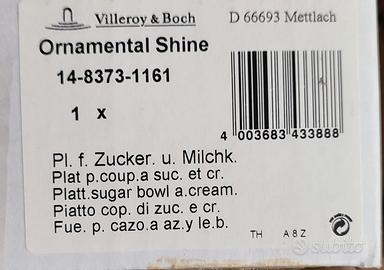 Villeroy & Boch
D 66693 Mettlach
Ornamental Shine
14-8373-1161
1 x
4 003683 433888
Pl. f. Zucker. u. Milchk.
Plat p.coup.a suc. et cr.
Platt.sugar bowl a.cream.
Piatto cop. di zuc. e cr.
Fue. p. cazo.a az.y le.b.
TH A 8 Z
subito